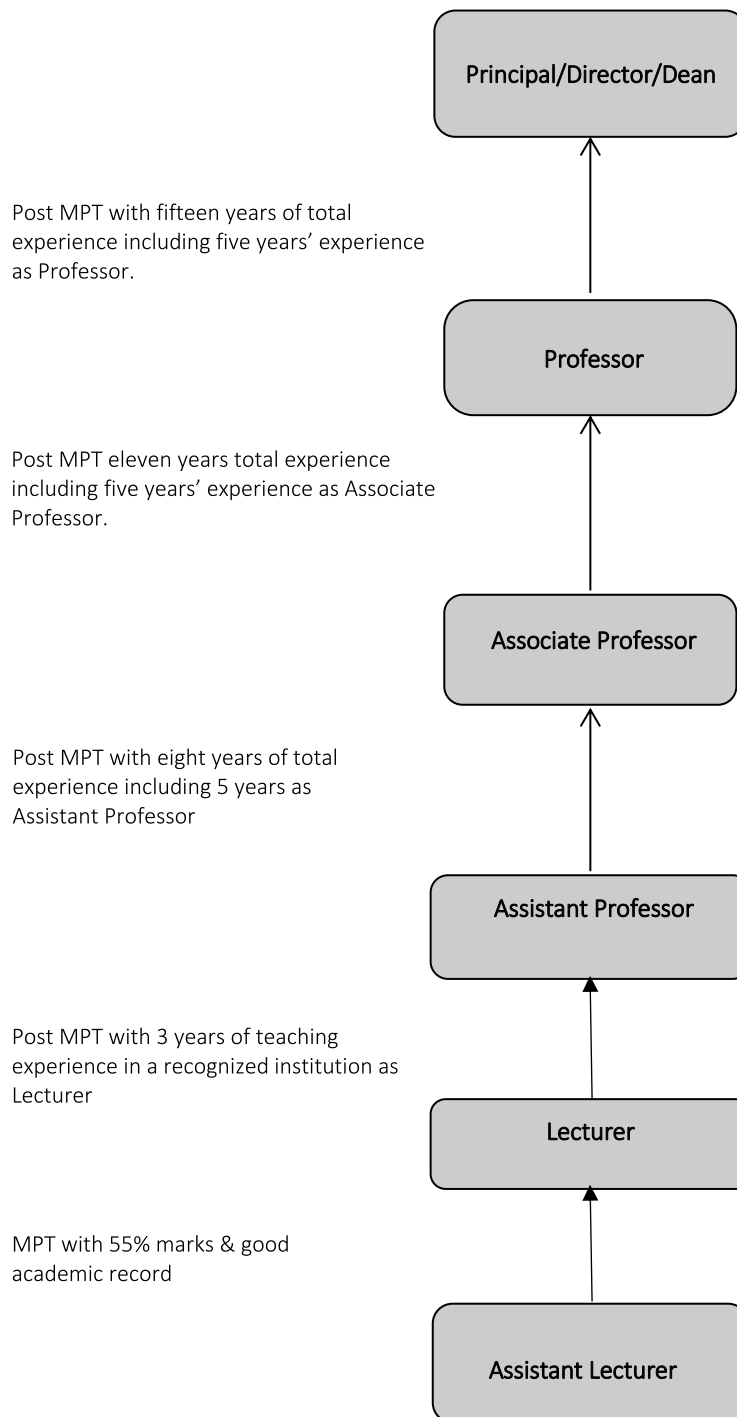 Principal/Director/Dean
Post MPT with fifteen years of total
experience including five years’ experience
as Professor.
Professor
Post MPT eleven years total experience
including five years’ experience as Associate
Professor.
Associate Professor
Post MPT with eight years of total
experience including 5 years as
Assistant Professor
Assistant Professor
Post MPT with 3 years of teaching
experience in a recognized institution as
Lecturer
Lecturer
MPT with 55% marks & good
academic record
Assistant Lecturer